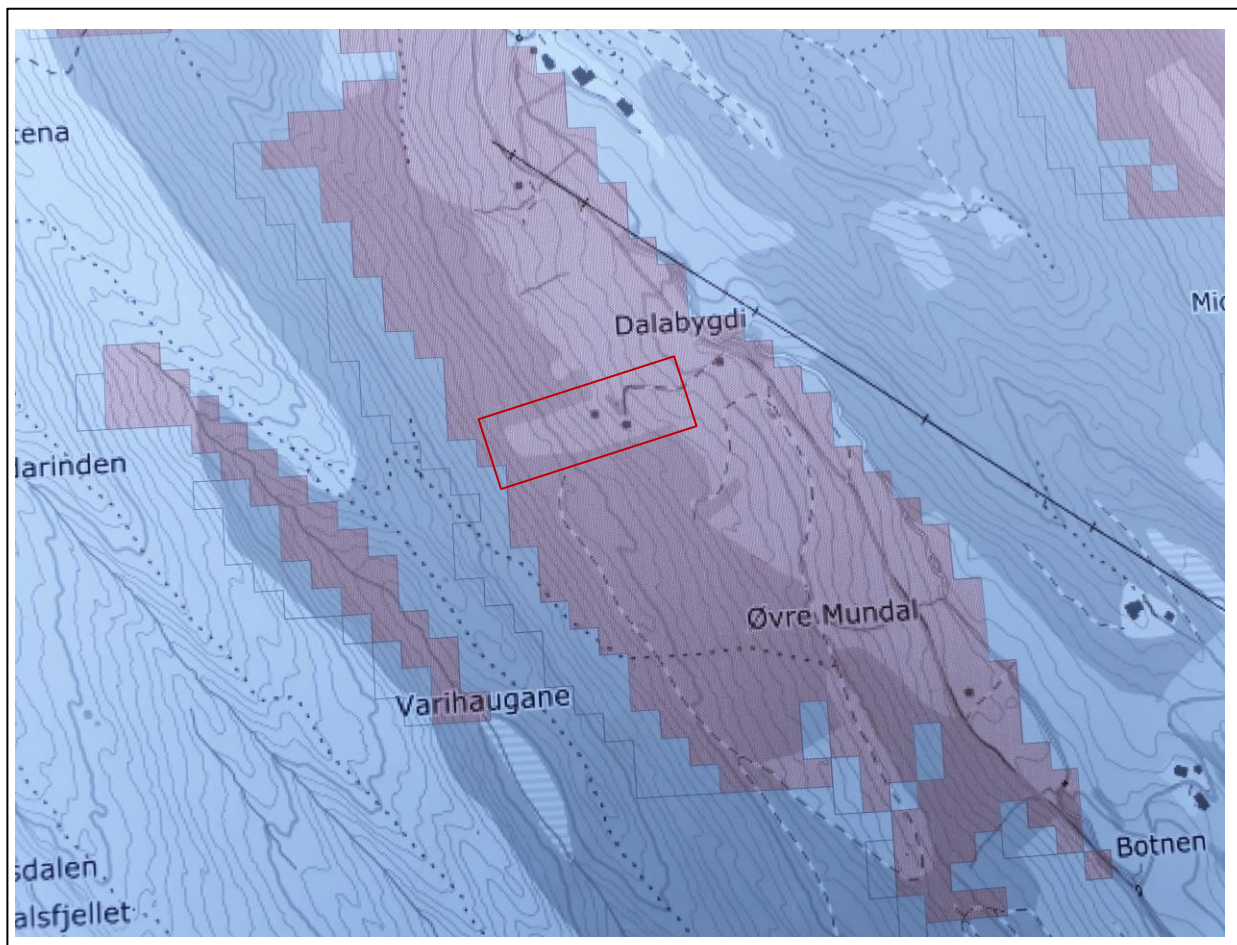 tena
Dalabygdi
Mid
larinden
Øvre Mundal
Varihaugane
Botnen
sdalen
alsfjellet